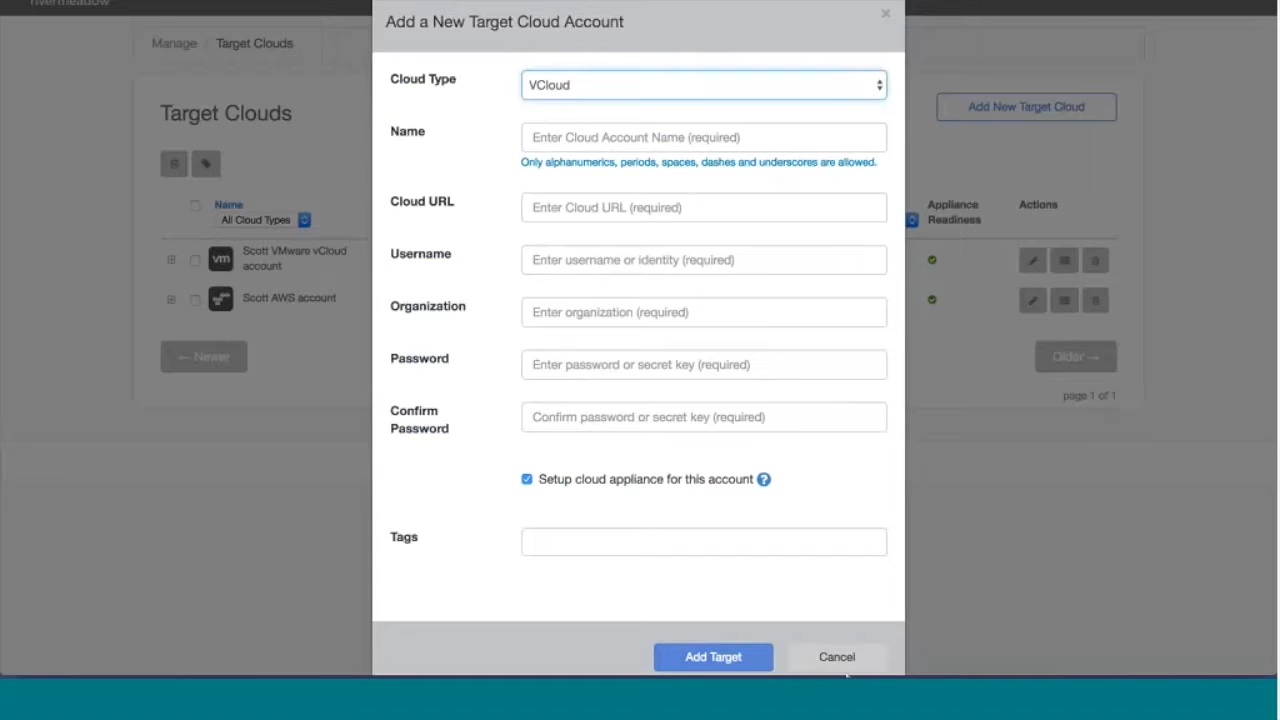 rivermeadow
Add a New Target Cloud Account
×
Manage / Target Clouds
Target Clouds
Add New Target Cloud
Name
All Cloud Types
Appliance
Readiness
Actions
vm
Scott VMware vCloud
account
Scott AWS account
← Newer
Older →
page 1 of 1
Cloud Type
VCloud
Name
Enter Cloud Account Name (required)
Only alphanumerics, periods, spaces, dashes and underscores are allowed.
Cloud URL
Enter Cloud URL (required)
Username
Enter username or identity (required)
Organization
Enter organization (required)
Password
Enter password or secret key (required)
Confirm
Password
Confirm password or secret key (required)
Setup cloud appliance for this account ?
Tags
Add Target
Cancel